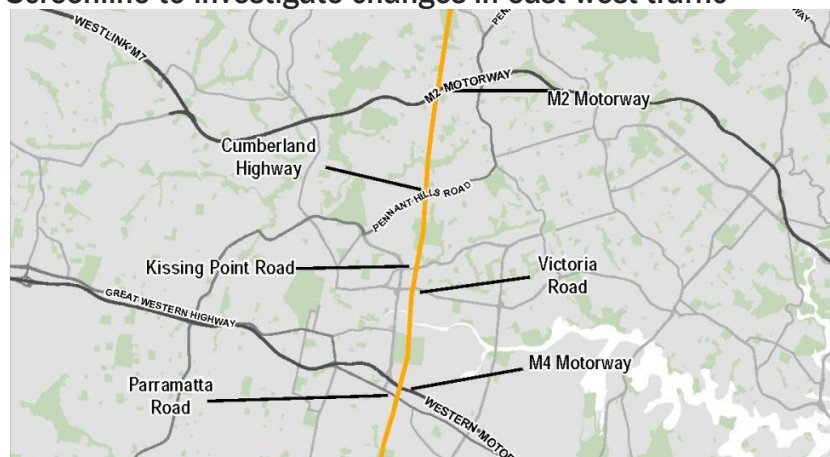 Screenline to investigate changes in east west traffic
WESTLINK M7
M2 MOTORWAY
M2 Motorway
Cumberland
Highway
PENNANT HILLS ROAD
Kissing Point Road
Victoria
Road
GREAT WESTERN HIGHWAY
M4 Motorway
Parramatta
Road
WESTERN MOTOR